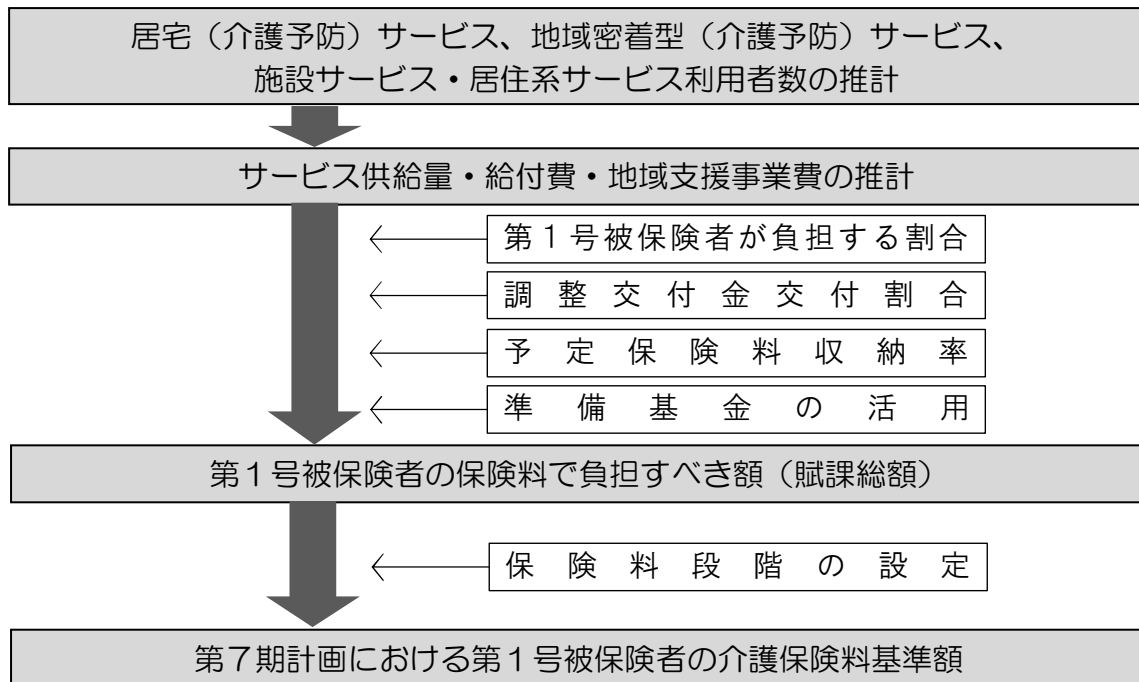 居宅（介護予防）サービス、地域密着型（介護予防）サービス、
施設サービス・居住系サービス利用者数の推計
サービス供給量・給付費・地域支援事業費の推計
第１号被保険者が負担する割合
調整交付金交付割合
予定保険料収納率
準備基金の活用
第１号被保険者の保険料で負担すべき額（賦課総額）
保険料段階の設定
第７期計画における第１号被保険者の介護保険料基準額